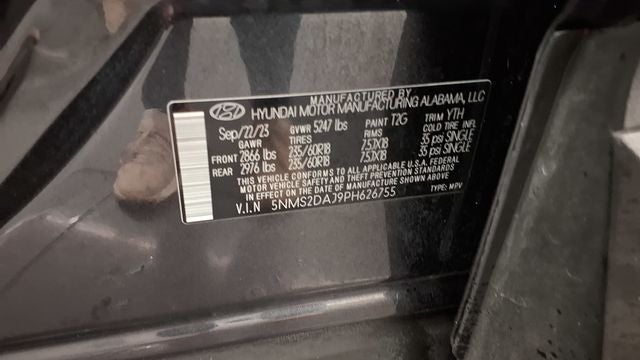 MANUFACTURED BY
HYUNDAI MOTOR MANUFACTURING ALABAMA, LLC
Sep/22/23 GVWR 5247 lbs PAINT T2G TRIM YTH
GAWR TIRES RIMS COLD TIRE INFL
FRONT 2866 lbs 235/60R18 7.5JX18 35 psi SINGLE
REAR 2976 lbs 235/60R18 7.5JX18 35 psi SINGLE
THIS VEHICLE CONFORMS TO ALL APPLICABLE U.S.A. FEDERAL
MOTOR VEHICLE SAFETY AND THEFT PREVENTION STANDARDS
IN EFFECT ON THE DATE OF MANUFACTURE SHOWN ABOVE.
V.I.N 5NMS2DAJ9PH626755 TYPE: MPV